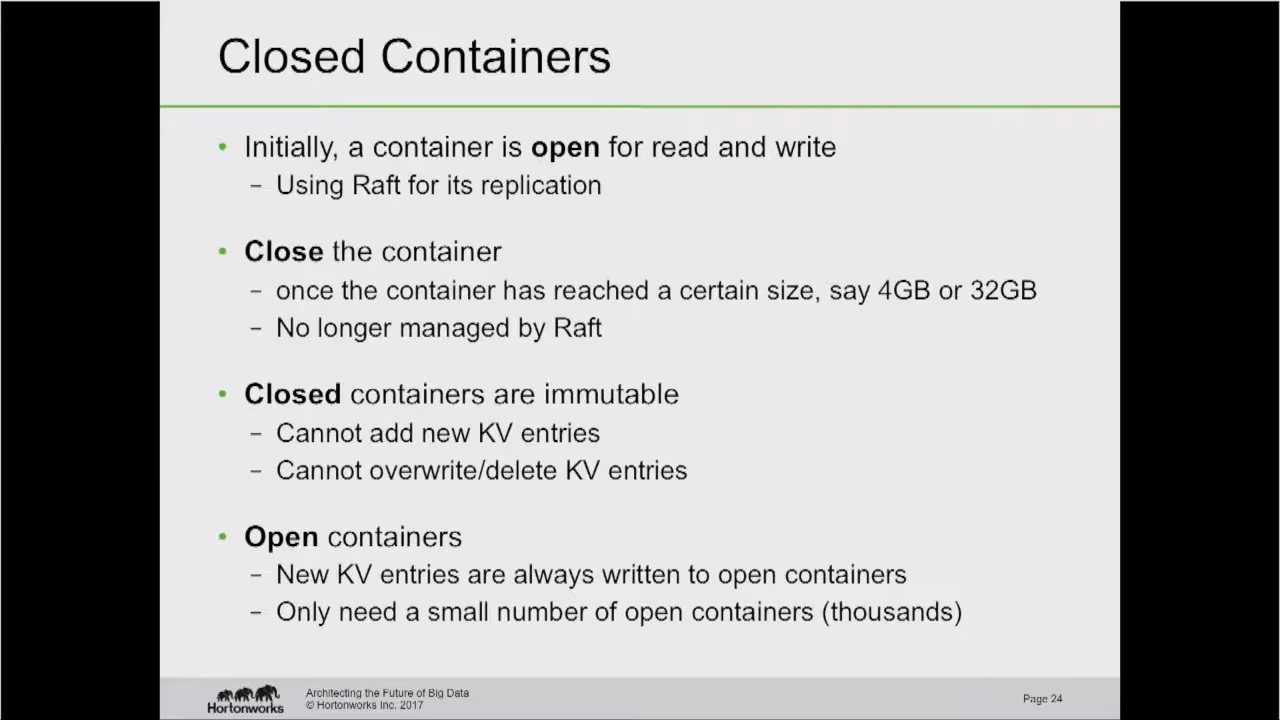 Closed Containers
• Initially, a container is open for read and write
– Using Raft for its replication
• Close the container
– once the container has reached a certain size, say 4GB or 32GB
– No longer managed by Raft
• Closed containers are immutable
– Cannot add new KV entries
– Cannot overwrite/delete KV entries
• Open containers
– New KV entries are always written to open containers
– Only need a small number of open containers (thousands)
Hortonworks
Architecting the Future of Big Data
© Hortonworks Inc. 2017
Page 24